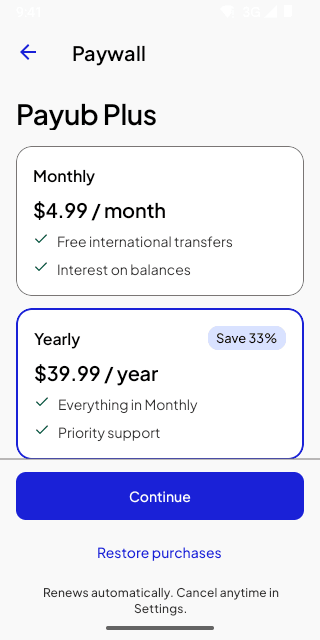 9:41
Paywall
Payub Plus
Monthly
$4.99 / month
Free international transfers
Interest on balances
Yearly
Save 33%
$39.99 / year
Everything in Monthly
Priority support
Continue
Restore purchases
Renews automatically. Cancel anytime in
Settings.